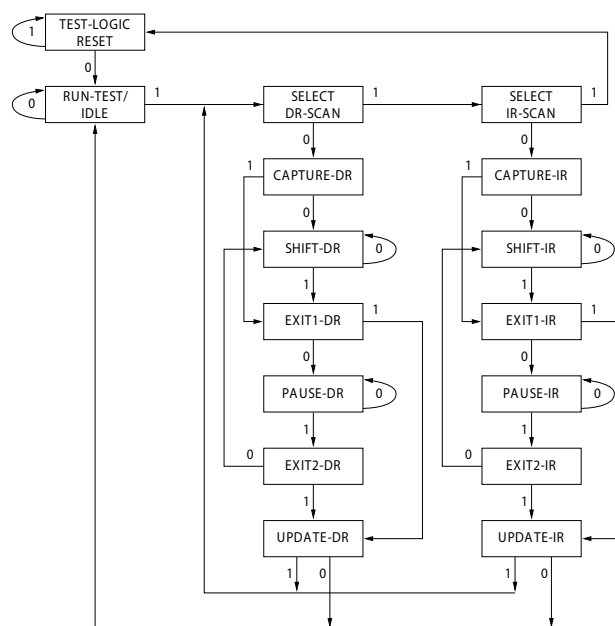 TEST-LOGIC
RESET
1
0
RUN-TEST/
IDLE
0
1
SELECT
DR-SCAN
1
SELECT
IR-SCAN
1
0
0
1
CAPTURE-DR
1
CAPTURE-IR
0
0
SHIFT-DR
0
SHIFT-IR
0
1
1
EXIT1-DR
1
EXIT1-IR
1
0
0
PAUSE-DR
0
PAUSE-IR
0
1
1
0
EXIT2-DR
0
EXIT2-IR
1
1
UPDATE-DR
UPDATE-IR
1
0
1
0